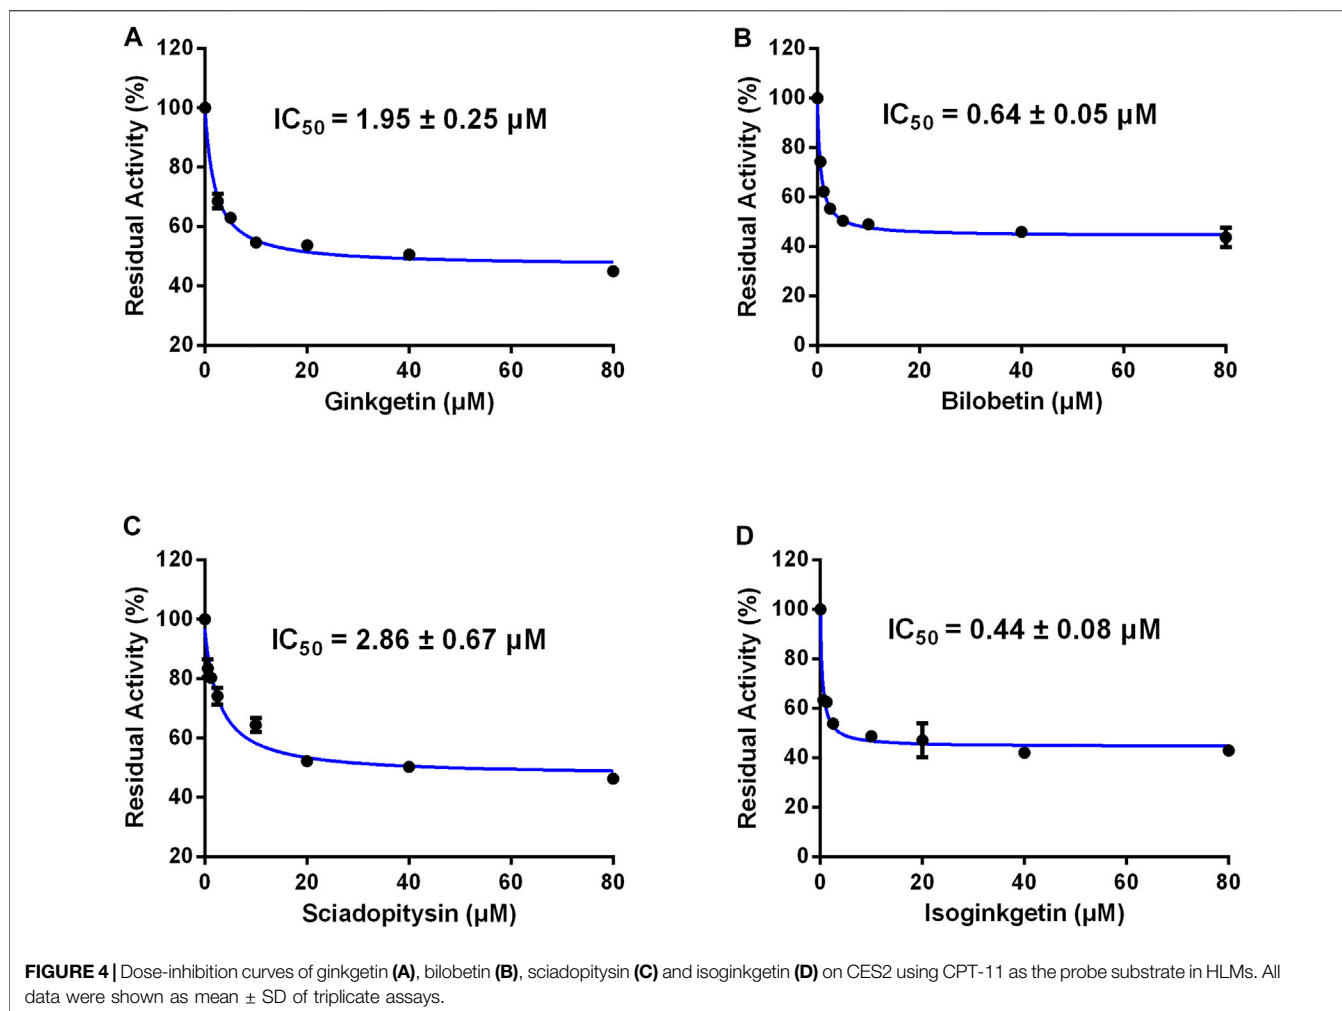 A
120
100
80
60
40
20
0 20 40 60 80
Residual Activity (%)
IC50 = 1.95 ± 0.25 µM
Ginkgetin (µM)
B
120
100
80
60
40
20
0
0 20 40 60 80
Residual Activity (%)
IC50 = 0.64 ± 0.05 µM
Bilobetin (µM)
C
120
100
80
60
40
20
0 20 40 60 80
Residual Activity (%)
IC50 = 2.86 ± 0.67 µM
Sciadopitysin (µM)
D
120
100
80
60
40
20
0
0 20 40 60 80
Residual Activity (%)
IC50 = 0.44 ± 0.08 µM
Isoginkgetin (µM)
FIGURE 4 | Dose-inhibition curves of ginkgetin (A), bilobetin (B), sciadopitysin (C) and isoginkgetin (D) on CES2 using CPT-11 as the probe substrate in HLMs. All
data were shown as mean ± SD of triplicate assays.